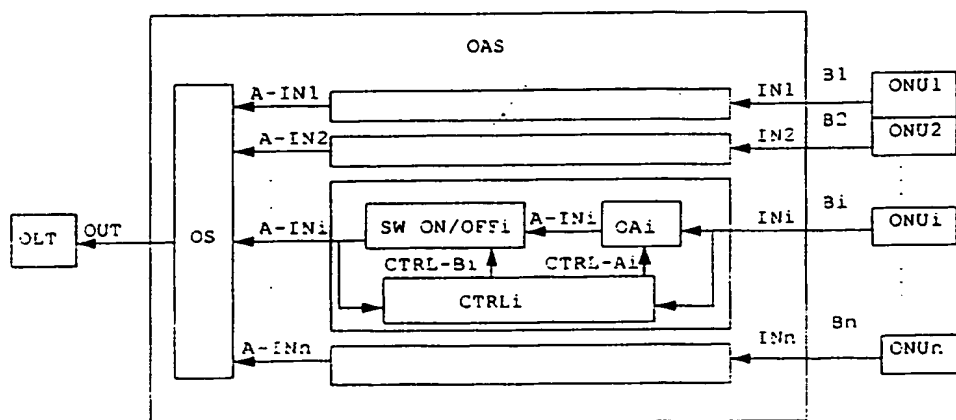 OAS
A-IN1
IN1
B1
ONU1
A-IN2
IN2
B2
ONU2
OLT
OUT
OS
A-INi
SW ON/OFFi
A-INi
OAi
INi
Bi
ONUi
CTRL-Bi
CTRL-Ai
CTRLi
A-INn
INn
Bn
ONUn